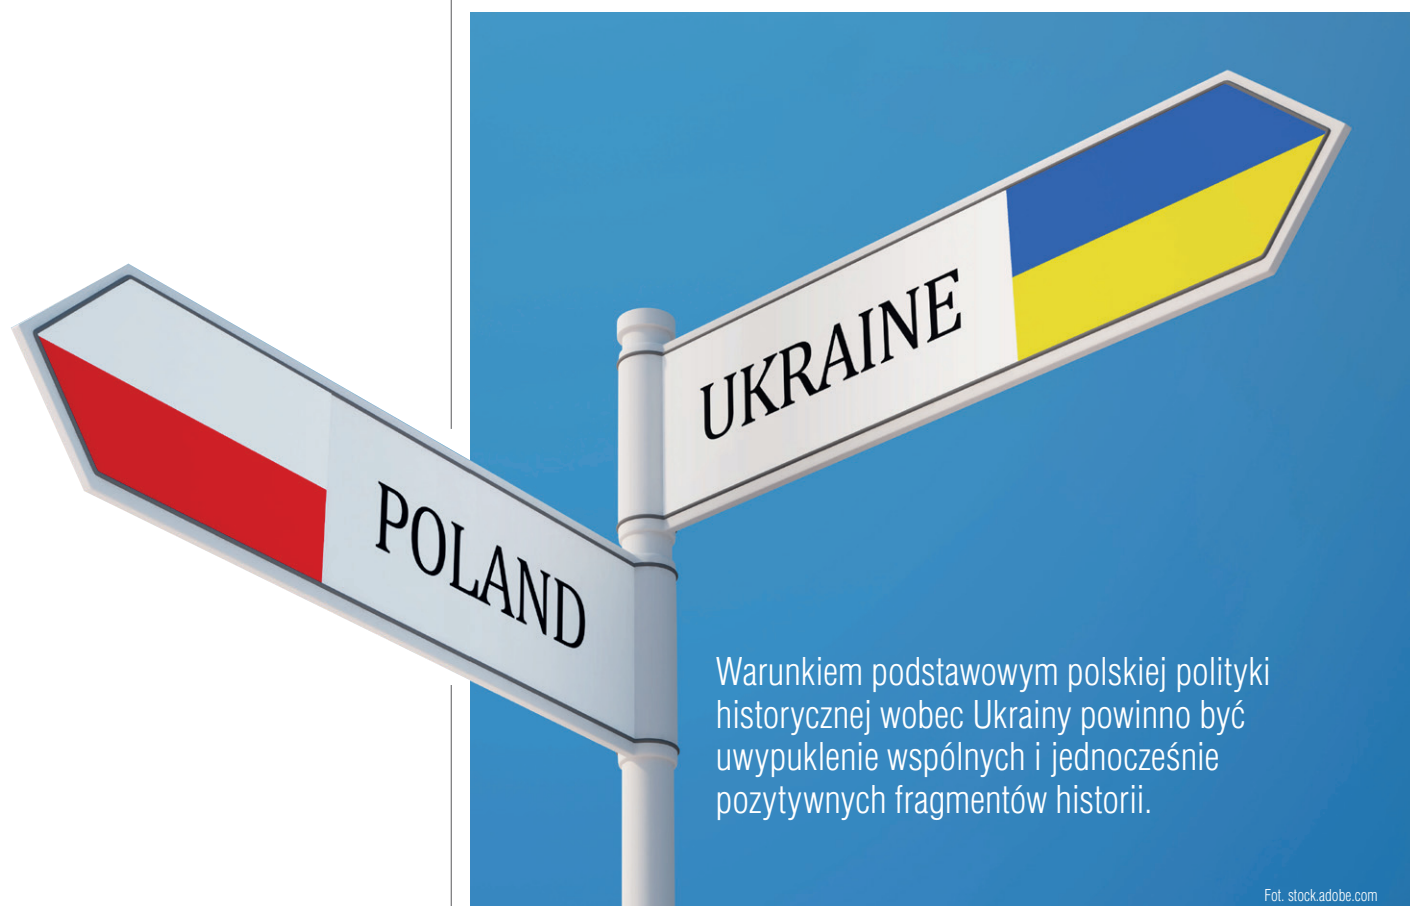 UKRAINE
POLAND
Warunkiem podstawowym polskiej polityki
historycznej wobec Ukrainy powinno być
uwypuklenie wspólnych i jednocześnie
pozytywnych fragmentów historii.
Fot. stock.adobe.com